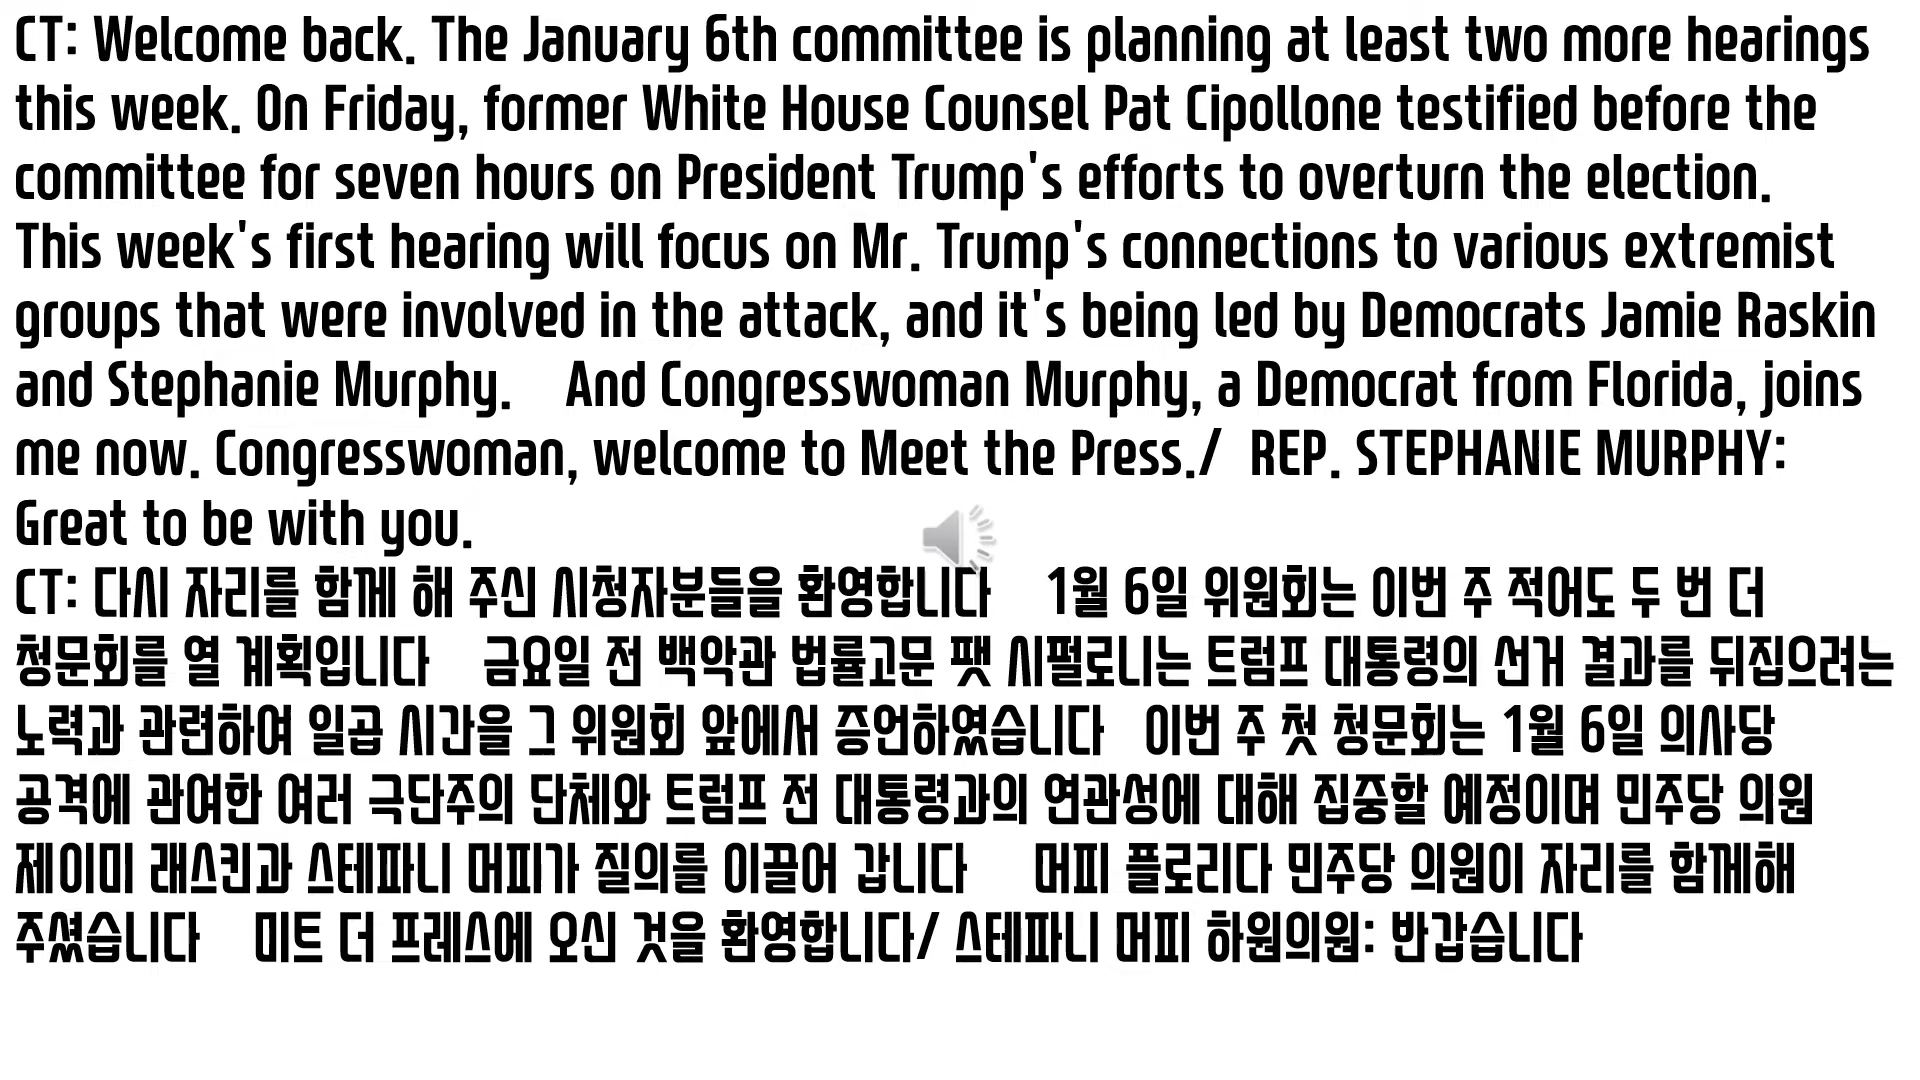 CT: Welcome back. The January 6th committee is planning at least two more hearings
this week. On Friday, former White House Counsel Pat Cipollone testified before the
committee for seven hours on President Trump's efforts to overturn the election.
This week's first hearing will focus on Mr. Trump's connections to various extremist
groups that were involved in the attack, and it's being led by Democrats Jamie Raskin
and Stephanie Murphy.    And Congresswoman Murphy, a Democrat from Florida, joins
me now. Congresswoman, welcome to Meet the Press./  REP. STEPHANIE MURPHY:
Great to be with you.
CT: 다시 자리를 함께 해 주신 시청자분들을 환영합니다    1월 6일 위원회는 이번 주 적어도 두 번 더
청문회를 열 계획입니다    금요일 전 백악관 법률고문 팻 시펄로니는 트럼프 대통령의 선거 결과를 뒤집으려는
노력과 관련하여 일곱 시간을 그 위원회 앞에서 증언하였습니다   이번 주 첫 청문회는 1월 6일 의사당
공격에 관여한 여러 극단주의 단체와 트럼프 전 대통령과의 연관성에 대해 집중할 예정이며 민주당 의원
제이미 래스킨과 스테파니 머피가 질의를 이끌어 갑니다     머피 플로리다 민주당 의원이 자리를 함께해
주셨습니다    미트 더 프레스에 오신 것을 환영합니다/ 스테파니 머피 하원의원: 반갑습니다